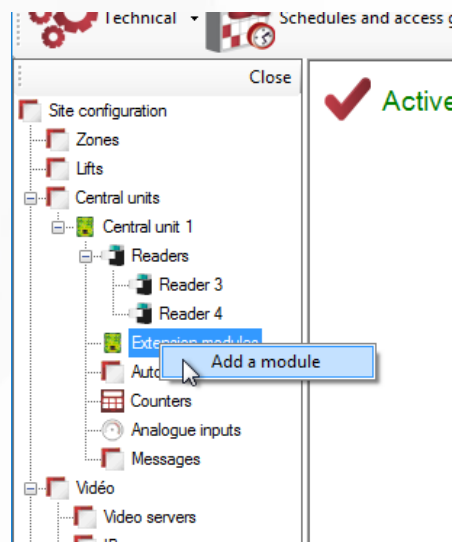 Technical
Schedules and access g
Close
Active
Site configuration
Zones
Lifts
Central units
Central unit 1
Readers
Reader 3
Reader 4
Extension modules
Add a module
Auto
Counters
Analogue inputs
Messages
Vidéo
Video servers